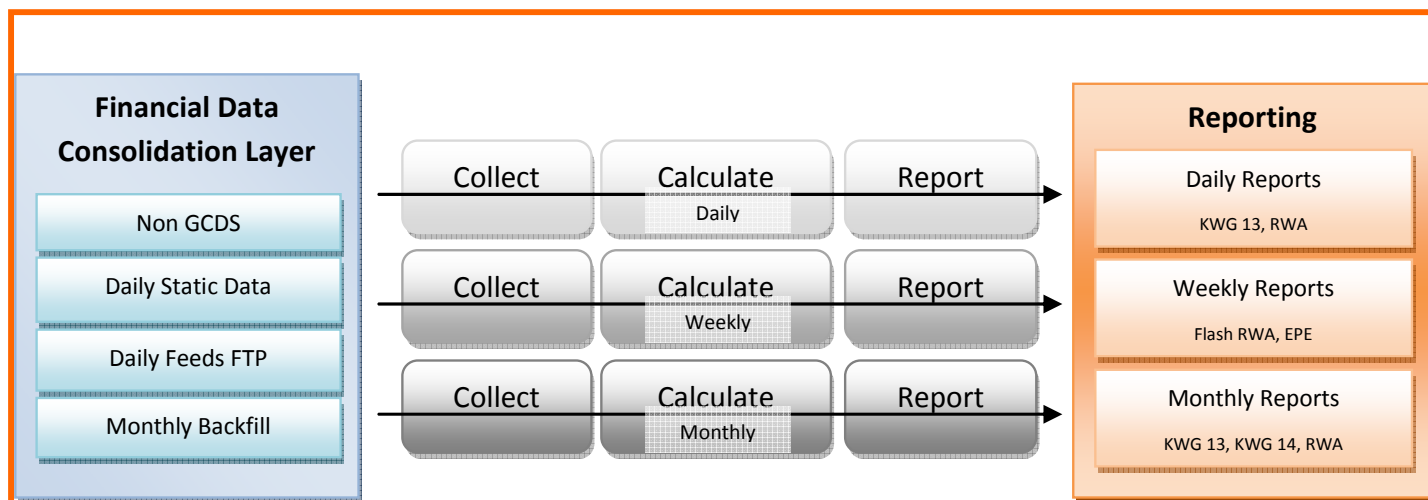 Financial Data
Consolidation Layer
Non GCDS
Daily Static Data
Daily Feeds FTP
Monthly Backfill
Collect
Calculate
Report
Daily
Collect
Calculate
Report
Weekly
Collect
Calculate
Report
Monthly
Reporting
Daily Reports
KWG 13, RWA
Weekly Reports
Flash RWA, EPE
Monthly Reports
KWG 13, KWG 14, RWA